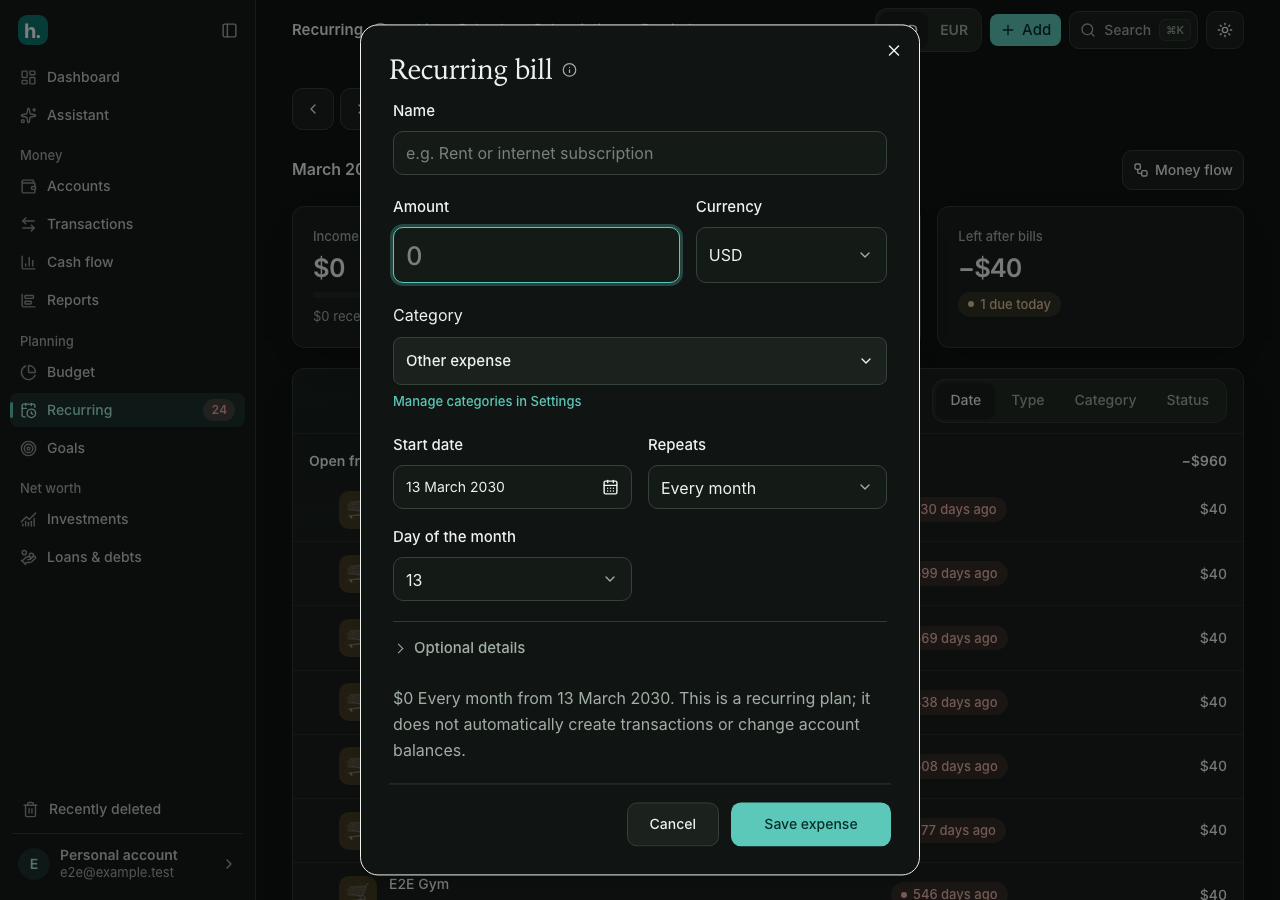 h.
Dashboard
Assistant
Money
Accounts
Transactions
Cash flow
Reports
Planning
Budget
Recurring 24
Goals
Net worth
Investments
Loans & debts
Recently deleted
E
Personal account
e2e@example.test
Recurring
EUR
Add
Search ⌘K
March
Money flow
Income
$0
$0
Left after bills
−$40
1 due today
Date Type Category Status
Open
−$960
30 days ago $40
99 days ago $40
69 days ago $40
38 days ago $40
08 days ago $40
77 days ago $40
E2E Gym
546 days ago $40
Recurring bill
Name
e.g. Rent or internet subscription
Amount Currency
0 USD
Category
Other expense
Manage categories in Settings
Start date Repeats
13 March 2030 Every month
Day of the month
13
Optional details
$0 Every month from 13 March 2030. This is a recurring plan; it
does not automatically create transactions or change account
balances.
Cancel Save expense